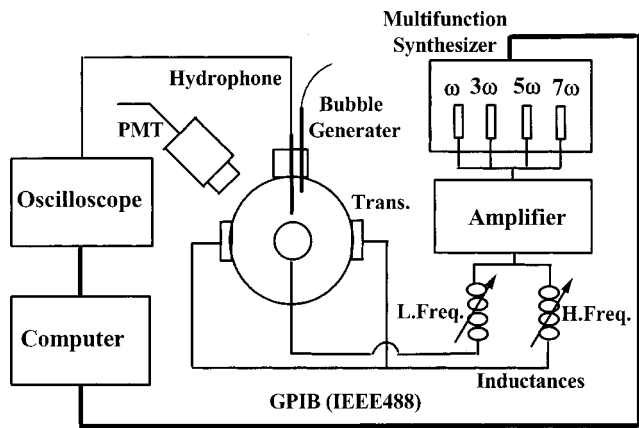 Multifunction
Synthesizer
Hydrophone
ω 3ω 5ω 7ω
Bubble
Generater
PMT
Oscilloscope
Trans.
Amplifier
Computer
L.Freq.
H.Freq.
Inductances
GPIB (IEEE488)